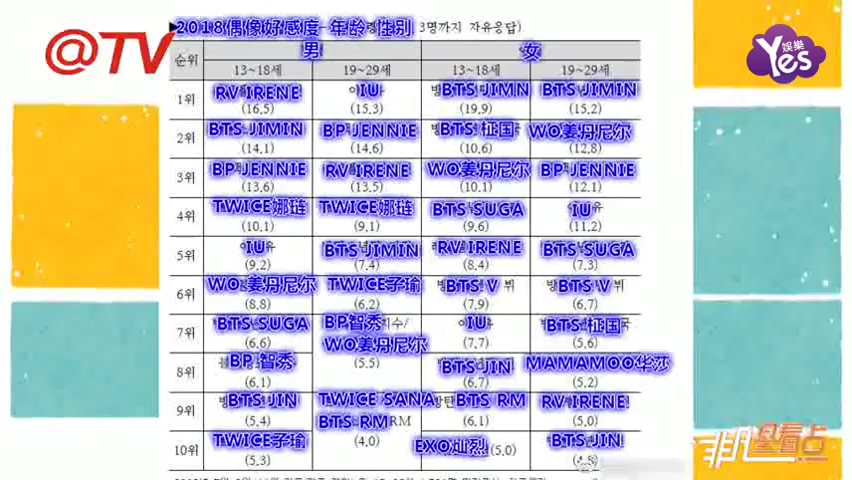 @TV
▶2018偶像好感度-年龄 性别 3명까지 자유응답)
娛樂
Yes
순위 男 女
13~18세 19~29세 13~18세 19~29세
1위 RV IRENE IU BTS JIMN BTS JIMIN
(16.5) (15.3) (19.9) (15.2)
2위 BTS JIMIN BP JENNIE BTS 柾国 WO姜丹尼尔
(14.1) (14.6) (10.6) (12.8)
3위 BP JENNIE RV IRENE WO姜丹尼尔 BP JENNIE
(13.6) (13.5) (10.1) (12.1)
4위 TWICE娜琏 TWICE娜琏 BTS SUGA IU
(10.1) (9.1) (9.6) (11.2)
5위 IU BTS JIMIN RV IRENE BTS SUGA
(9.2) (7.4) (8.4) (7.3)
6위 WO 姜丹尼尔 TWICE子瑜 BTS V 뷔 BTS V
(8.8) (6.2) (7.9) (6.7)
7위 BTS SUGA BP智秀 IU BTS 柾国
(6.6) WO姜丹尼尔 (7.7) (5.6)
8위 BP 智秀 (5.5) BTS JIN MAMAMOO华莎
(6.1) (6.7) (5.2)
9위 BTS JIN TWICE SANA BTS RM RV IRENE
(5.4) BTS RM RM (6.1) (5.0)
10위 TWICE子瑜 (4.0) EXO灿烈 (5.0) BTS JIN
(5.3)
非凡星看点